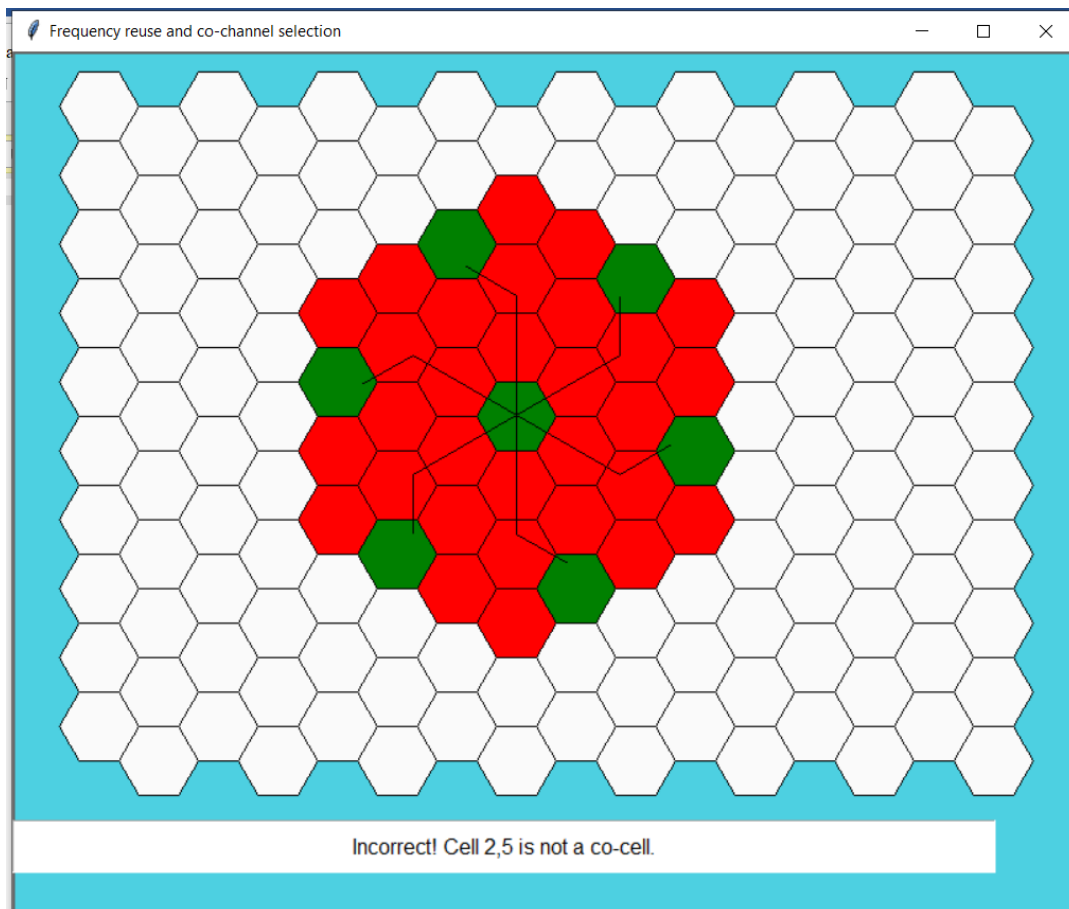 Frequency reuse and co-channel selection
a
Incorrect! Cell 2,5 is not a co-cell.